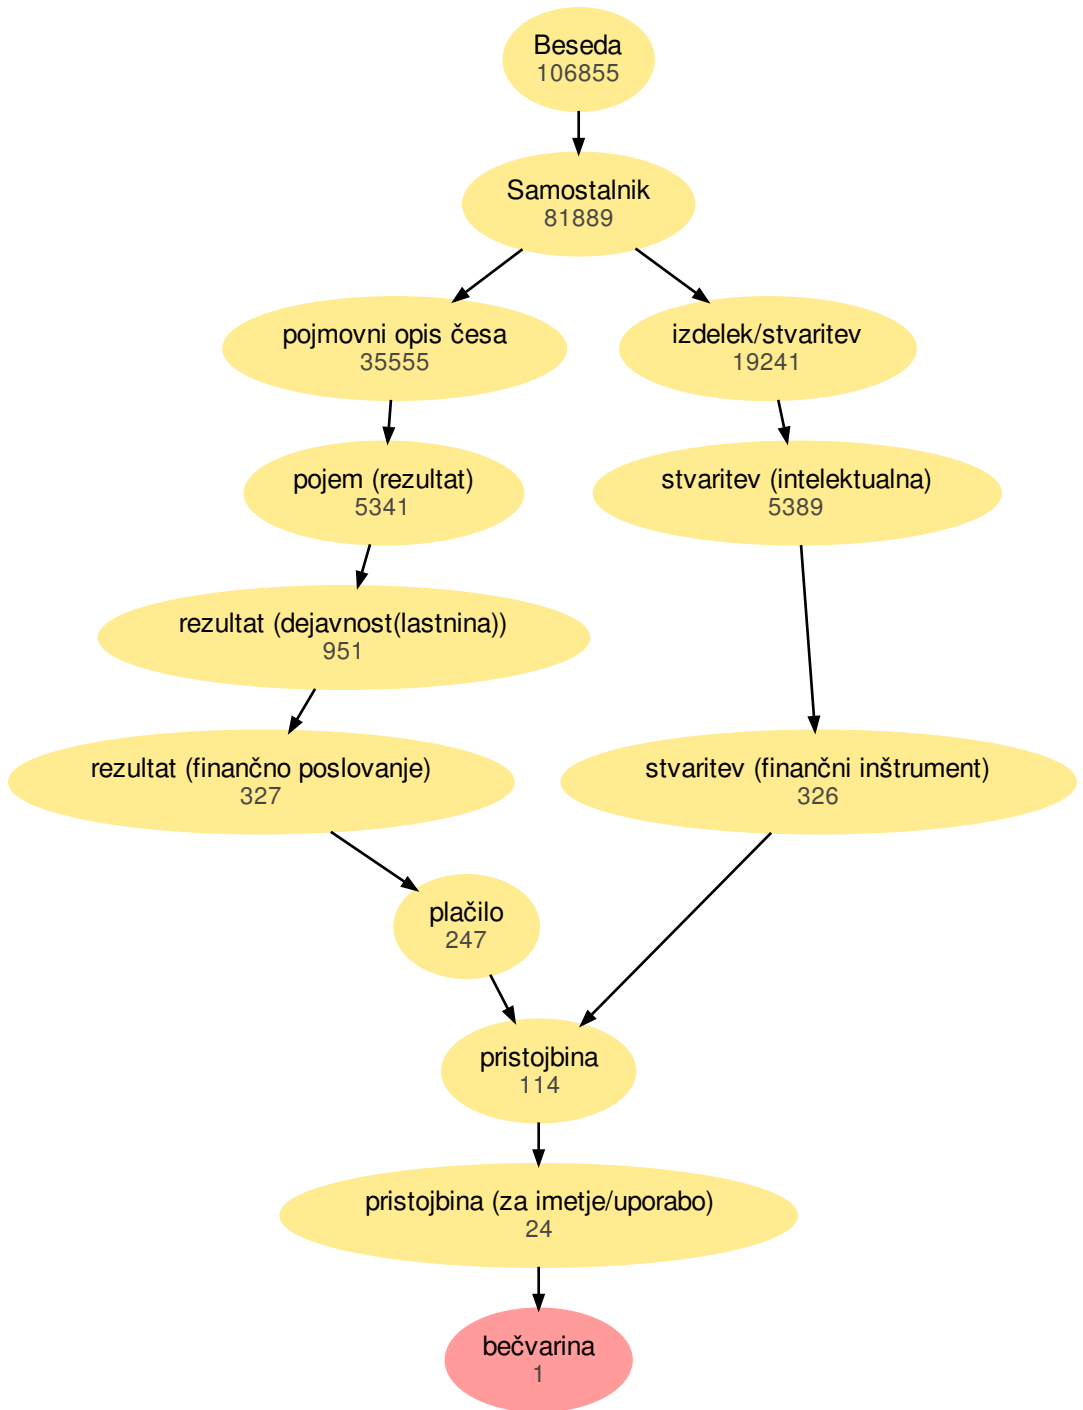 Beseda
106855
Samostalnik
81889
pojmovni opis česa
35555
izdelek/stvaritev
19241
pojem (rezultat)
5341
stvaritev (intelektualna)
5389
rezultat (dejavnost(lastnina))
951
rezultat (finančno poslovanje)
327
stvaritev (finančni inštrument)
326
plačilo
247
pristojbina
114
pristojbina (za imetje/uporabo)
24
bečvarina
1